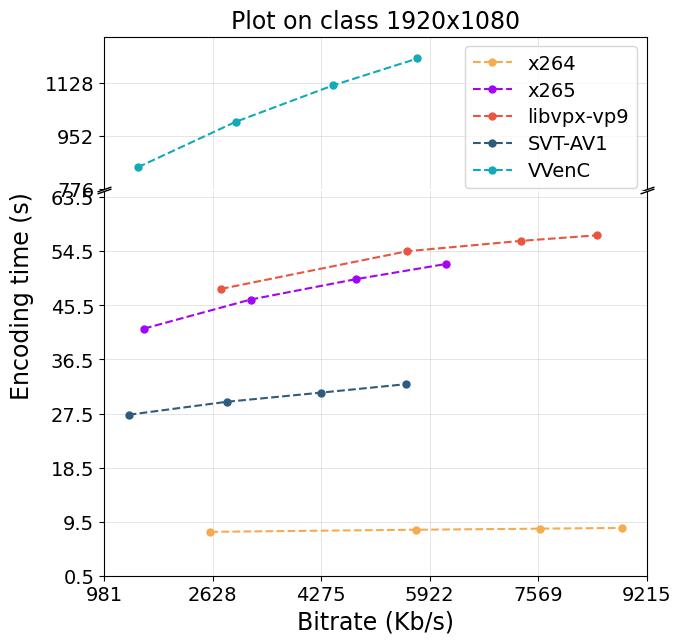 Plot on class 1920x1080
x264
x265
libvpx-vp9
SVT-AV1
VVenC
1128
952
776
63.5
54.5
45.5
36.5
27.5
18.5
9.5
0.5
Encoding time (s)
981 2628 4275 5922 7569 9215
Bitrate (Kb/s)